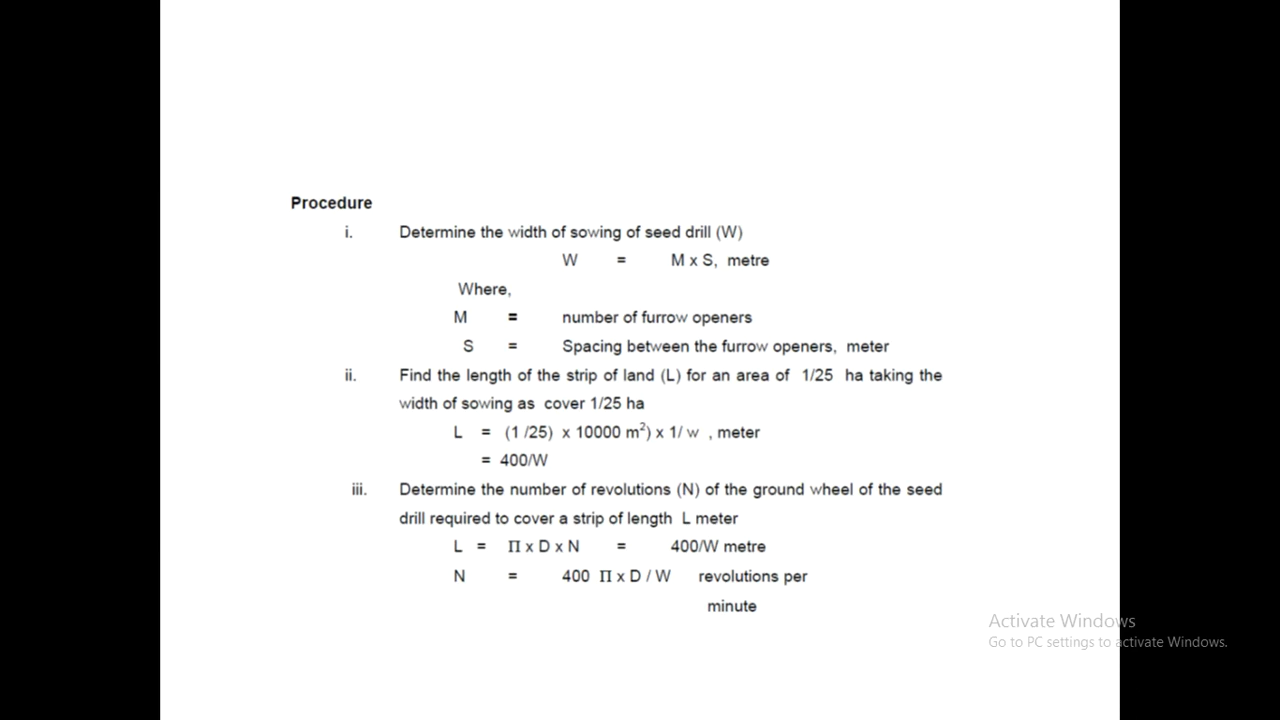 Procedure
i. Determine the width of sowing of seed drill (W)
W = M x S, metre
Where,
M = number of furrow openers
S = Spacing between the furrow openers, meter
ii. Find the length of the strip of land (L) for an area of 1/25 ha taking the
width of sowing as cover 1/25 ha
L = (1 /25) x 10000 m²) x 1/ w , meter
= 400/W
iii. Determine the number of revolutions (N) of the ground wheel of the seed
drill required to cover a strip of length L meter
L = Π x D x N = 400/W metre
N = 400 Π x D / W revolutions per
minute
Activate Windows
Go to PC settings to activate Windows.